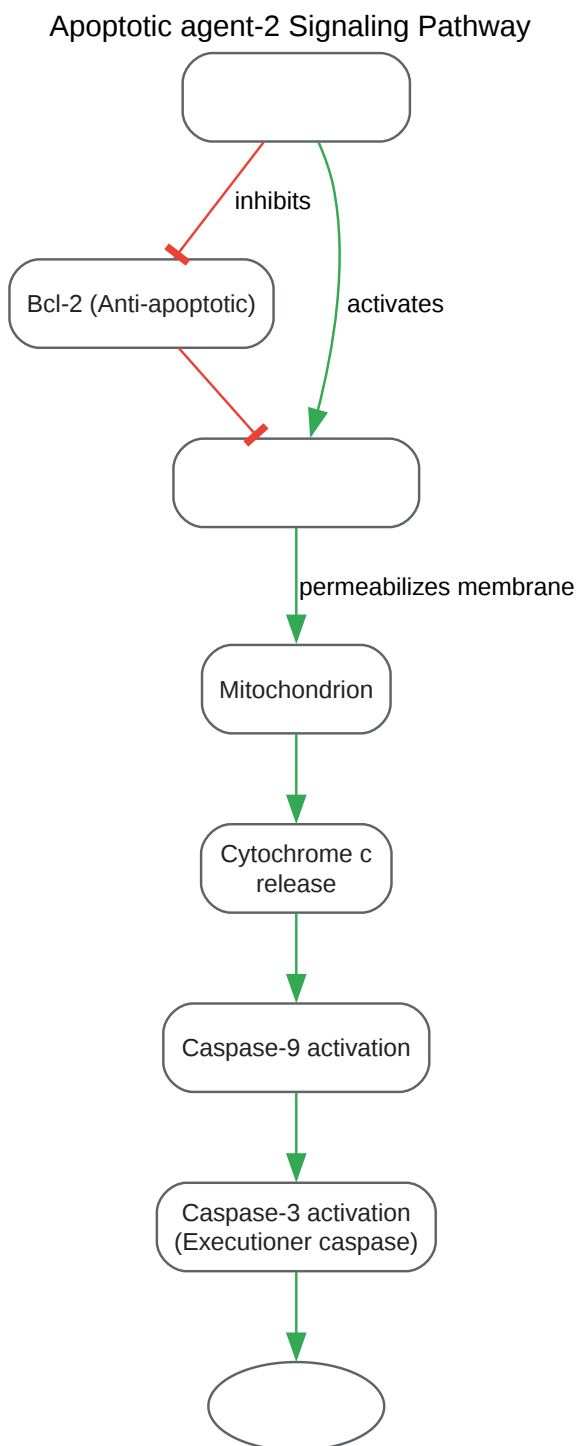 Apoptotic agent-2 Signaling Pathway
inhibits
Bcl-2 (Anti-apoptotic)
activates
permeabilizes membrane
Mitochondrion
Cytochrome c
release
Caspase-9 activation
Caspase-3 activation
(Executioner caspase)